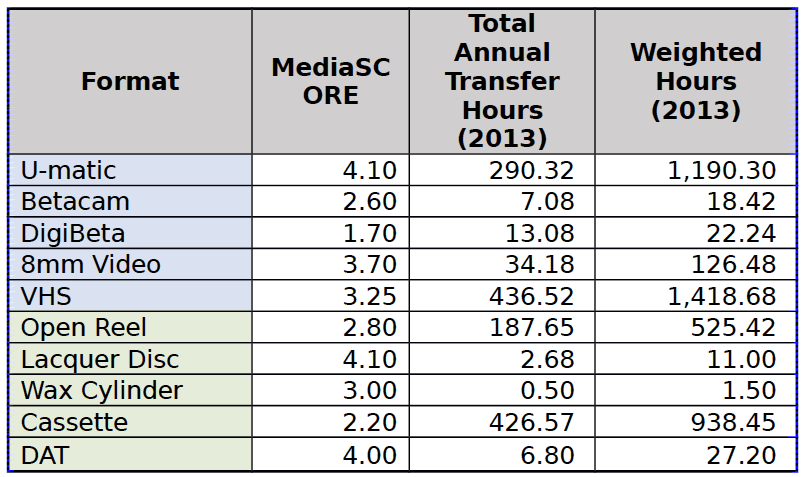 Format MediaSC ORE Total Annual Transfer Hours (2013) Weighted Hours (2013)
U-matic 4.10 290.32 1,190.30
Betacam 2.60 7.08 18.42
DigiBeta 1.70 13.08 22.24
8mm Video 3.70 34.18 126.48
VHS 3.25 436.52 1,418.68
Open Reel 2.80 187.65 525.42
Lacquer Disc 4.10 2.68 11.00
Wax Cylinder 3.00 0.50 1.50
Cassette 2.20 426.57 938.45
DAT 4.00 6.80 27.20